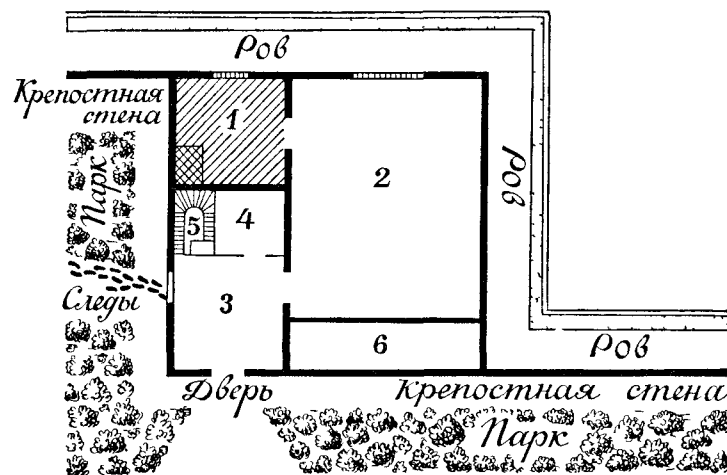 Ров
Крепостная
стена
1
Парк
2
Ров
5
4
Следы
3
6
Ров
Дверь
Крепостная стена
Парк